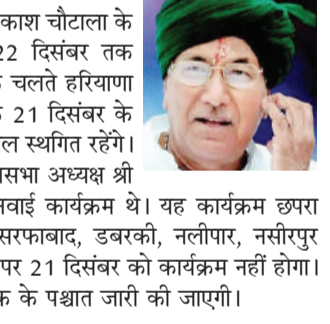 काश चौटाला के
22 दिसंबर तक
चलते हरियाणा
21 दिसंबर के
ल स्थगित रहेंगे।
सभा अध्यक्ष श्री
वाई कार्यक्रम थे। यह कार्यक्रम छपरा
सरफाबाद, डबरकी, नलीपार, नसीरपुर
पर 21 दिसंबर को कार्यक्रम नहीं होगा।
क के पश्चात जारी की जाएगी।